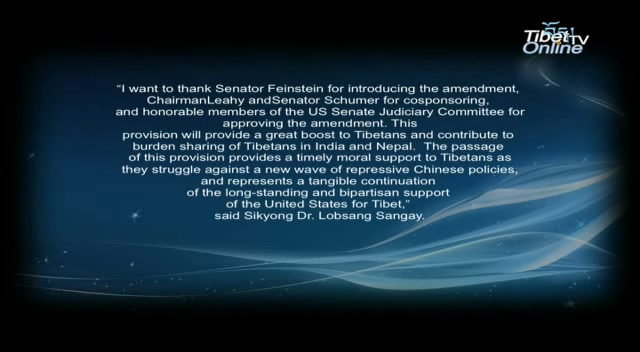 Tibet TV
Online
“I want to thank Senator Feinstein for introducing the amendment,
ChairmanLeahy andSenator Schumer for cosponsoring,
and honorable members of the US Senate Judiciary Committee for
approving the amendment. This
provision will provide a great boost to Tibetans and contribute to
burden sharing of Tibetans in India and Nepal.  The passage
of this provision provides a timely moral support to Tibetans as
they struggle against a new wave of repressive Chinese policies,
and represents a tangible continuation
of the long-standing and bipartisan support
of the United States for Tibet,”
said Sikyong Dr. Lobsang Sangay.